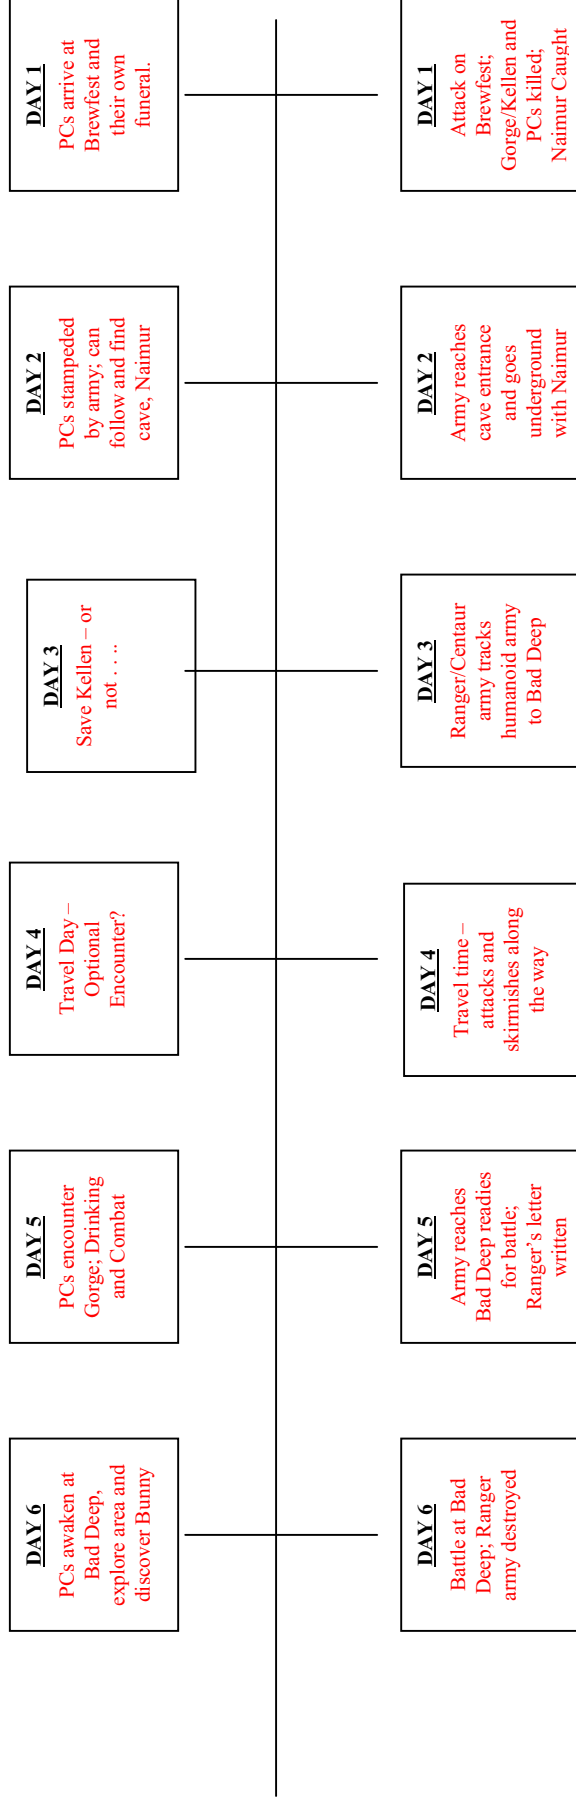 DAY 6
PCs awaken at
Bad Deep,
explore area and
discover Bunny
DAY 5
PCs encounter
Gorge; Drinking
and Combat
DAY 4
Travel Day –
Optional
Encounter?
DAY 3
Save Kellen – or
not . . . .
DAY 2
PCs stampeded
by army; can
follow and find
cave, Naimur
DAY 1
PCs arrive at
Brewfest and
their own
funeral.
DAY 6
Battle at Bad
Deep; Ranger
army destroyed
DAY 5
Army reaches
Bad Deep readies
for battle;
Ranger's letter
written
DAY 4
Travel time –
attacks and
skirmishes along
the way
DAY 3
Ranger/Centaur
army tracks
humanoid army
to Bad Deep
DAY 2
Army reaches
cave entrance
and goes
underground
with Naimur
DAY 1
Attack on
Brewfest;
Gorge/Kellen and
PCs killed;
Naimur Caught